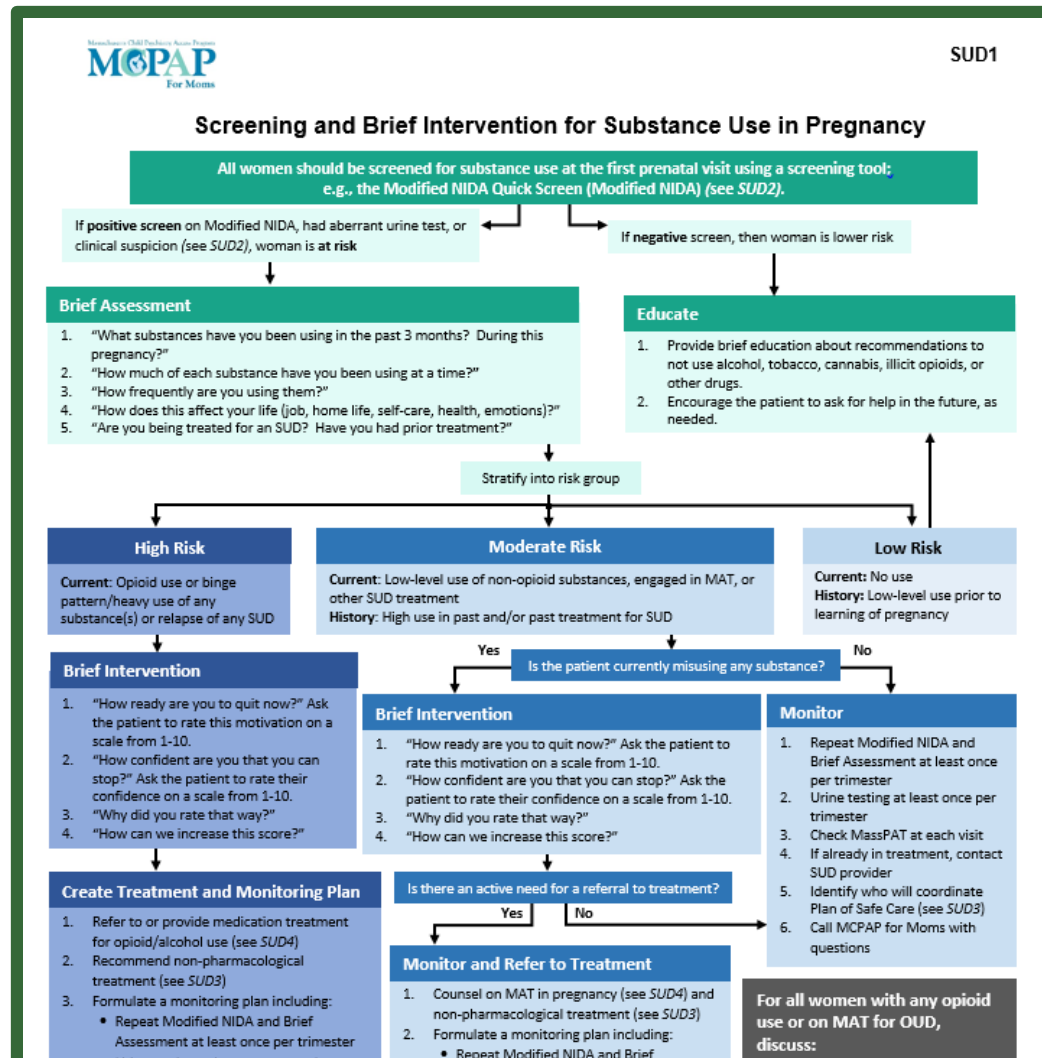 Massachusetts Child Psychiatry Access Program
MCPAP
For Moms
SUD1
Screening and Brief Intervention for Substance Use in Pregnancy
All women should be screened for substance use at the first prenatal visit using a screening tool;
e.g., the Modified NIDA Quick Screen (Modified NIDA) (see SUD2).
If positive screen on Modified NIDA, had aberrant urine test, or
clinical suspicion (see SUD2), woman is at risk
If negative screen, then woman is lower risk
Brief Assessment
1. “What substances have you been using in the past 3 months? During this
pregnancy?”
2. “How much of each substance have you been using at a time?”
3. “How frequently are you using them?”
4. “How does this affect your life (job, home life, self-care, health, emotions)?”
5. “Are you being treated for an SUD? Have you had prior treatment?”
Educate
1. Provide brief education about recommendations to
not use alcohol, tobacco, cannabis, illicit opioids, or
other drugs.
2. Encourage the patient to ask for help in the future, as
needed.
Stratify into risk group
High Risk
Current: Opioid use or binge
pattern/heavy use of any
substance(s) or relapse of any SUD
Moderate Risk
Current: Low-level use of non-opioid substances, engaged in MAT, or
other SUD treatment
History: High use in past and/or past treatment for SUD
Low Risk
Current: No use
History: Low-level use prior to
learning of pregnancy
Yes
Is the patient currently misusing any substance?
No
Brief Intervention
1. “How ready are you to quit now?” Ask
the patient to rate this motivation on a
scale from 1-10.
2. “How confident are you that you can
stop?” Ask the patient to rate their
confidence on a scale from 1-10.
3. “Why did you rate that way?”
4. “How can we increase this score?”
Brief Intervention
1. “How ready are you to quit now?” Ask the patient to
rate this motivation on a scale from 1-10.
2. “How confident are you that you can stop?” Ask the
patient to rate their confidence on a scale from 1-10.
3. “Why did you rate that way?”
4. “How can we increase this score?”
Monitor
1. Repeat Modified NIDA and
Brief Assessment at least once
per trimester
2. Urine testing at least once per
trimester
3. Check MassPAT at each visit
4. If already in treatment, contact
SUD provider
5. Identify who will coordinate
Plan of Safe Care (see SUD3)
6. Call MCPAP for Moms with
questions
Is there an active need for a referral to treatment?
Yes
No
Create Treatment and Monitoring Plan
1. Refer to or provide medication treatment
for opioid/alcohol use (see SUD4)
2. Recommend non-pharmacological
treatment (see SUD3)
3. Formulate a monitoring plan including:
• Repeat Modified NIDA and Brief
Assessment at least once per trimester
Monitor and Refer to Treatment
1. Counsel on MAT in pregnancy (see SUD4) and
non-pharmacological treatment (see SUD3)
2. Formulate a monitoring plan including:
• Repeat Modified NIDA and Brief
For all women with any opioid
use or on MAT for OUD,
discuss: